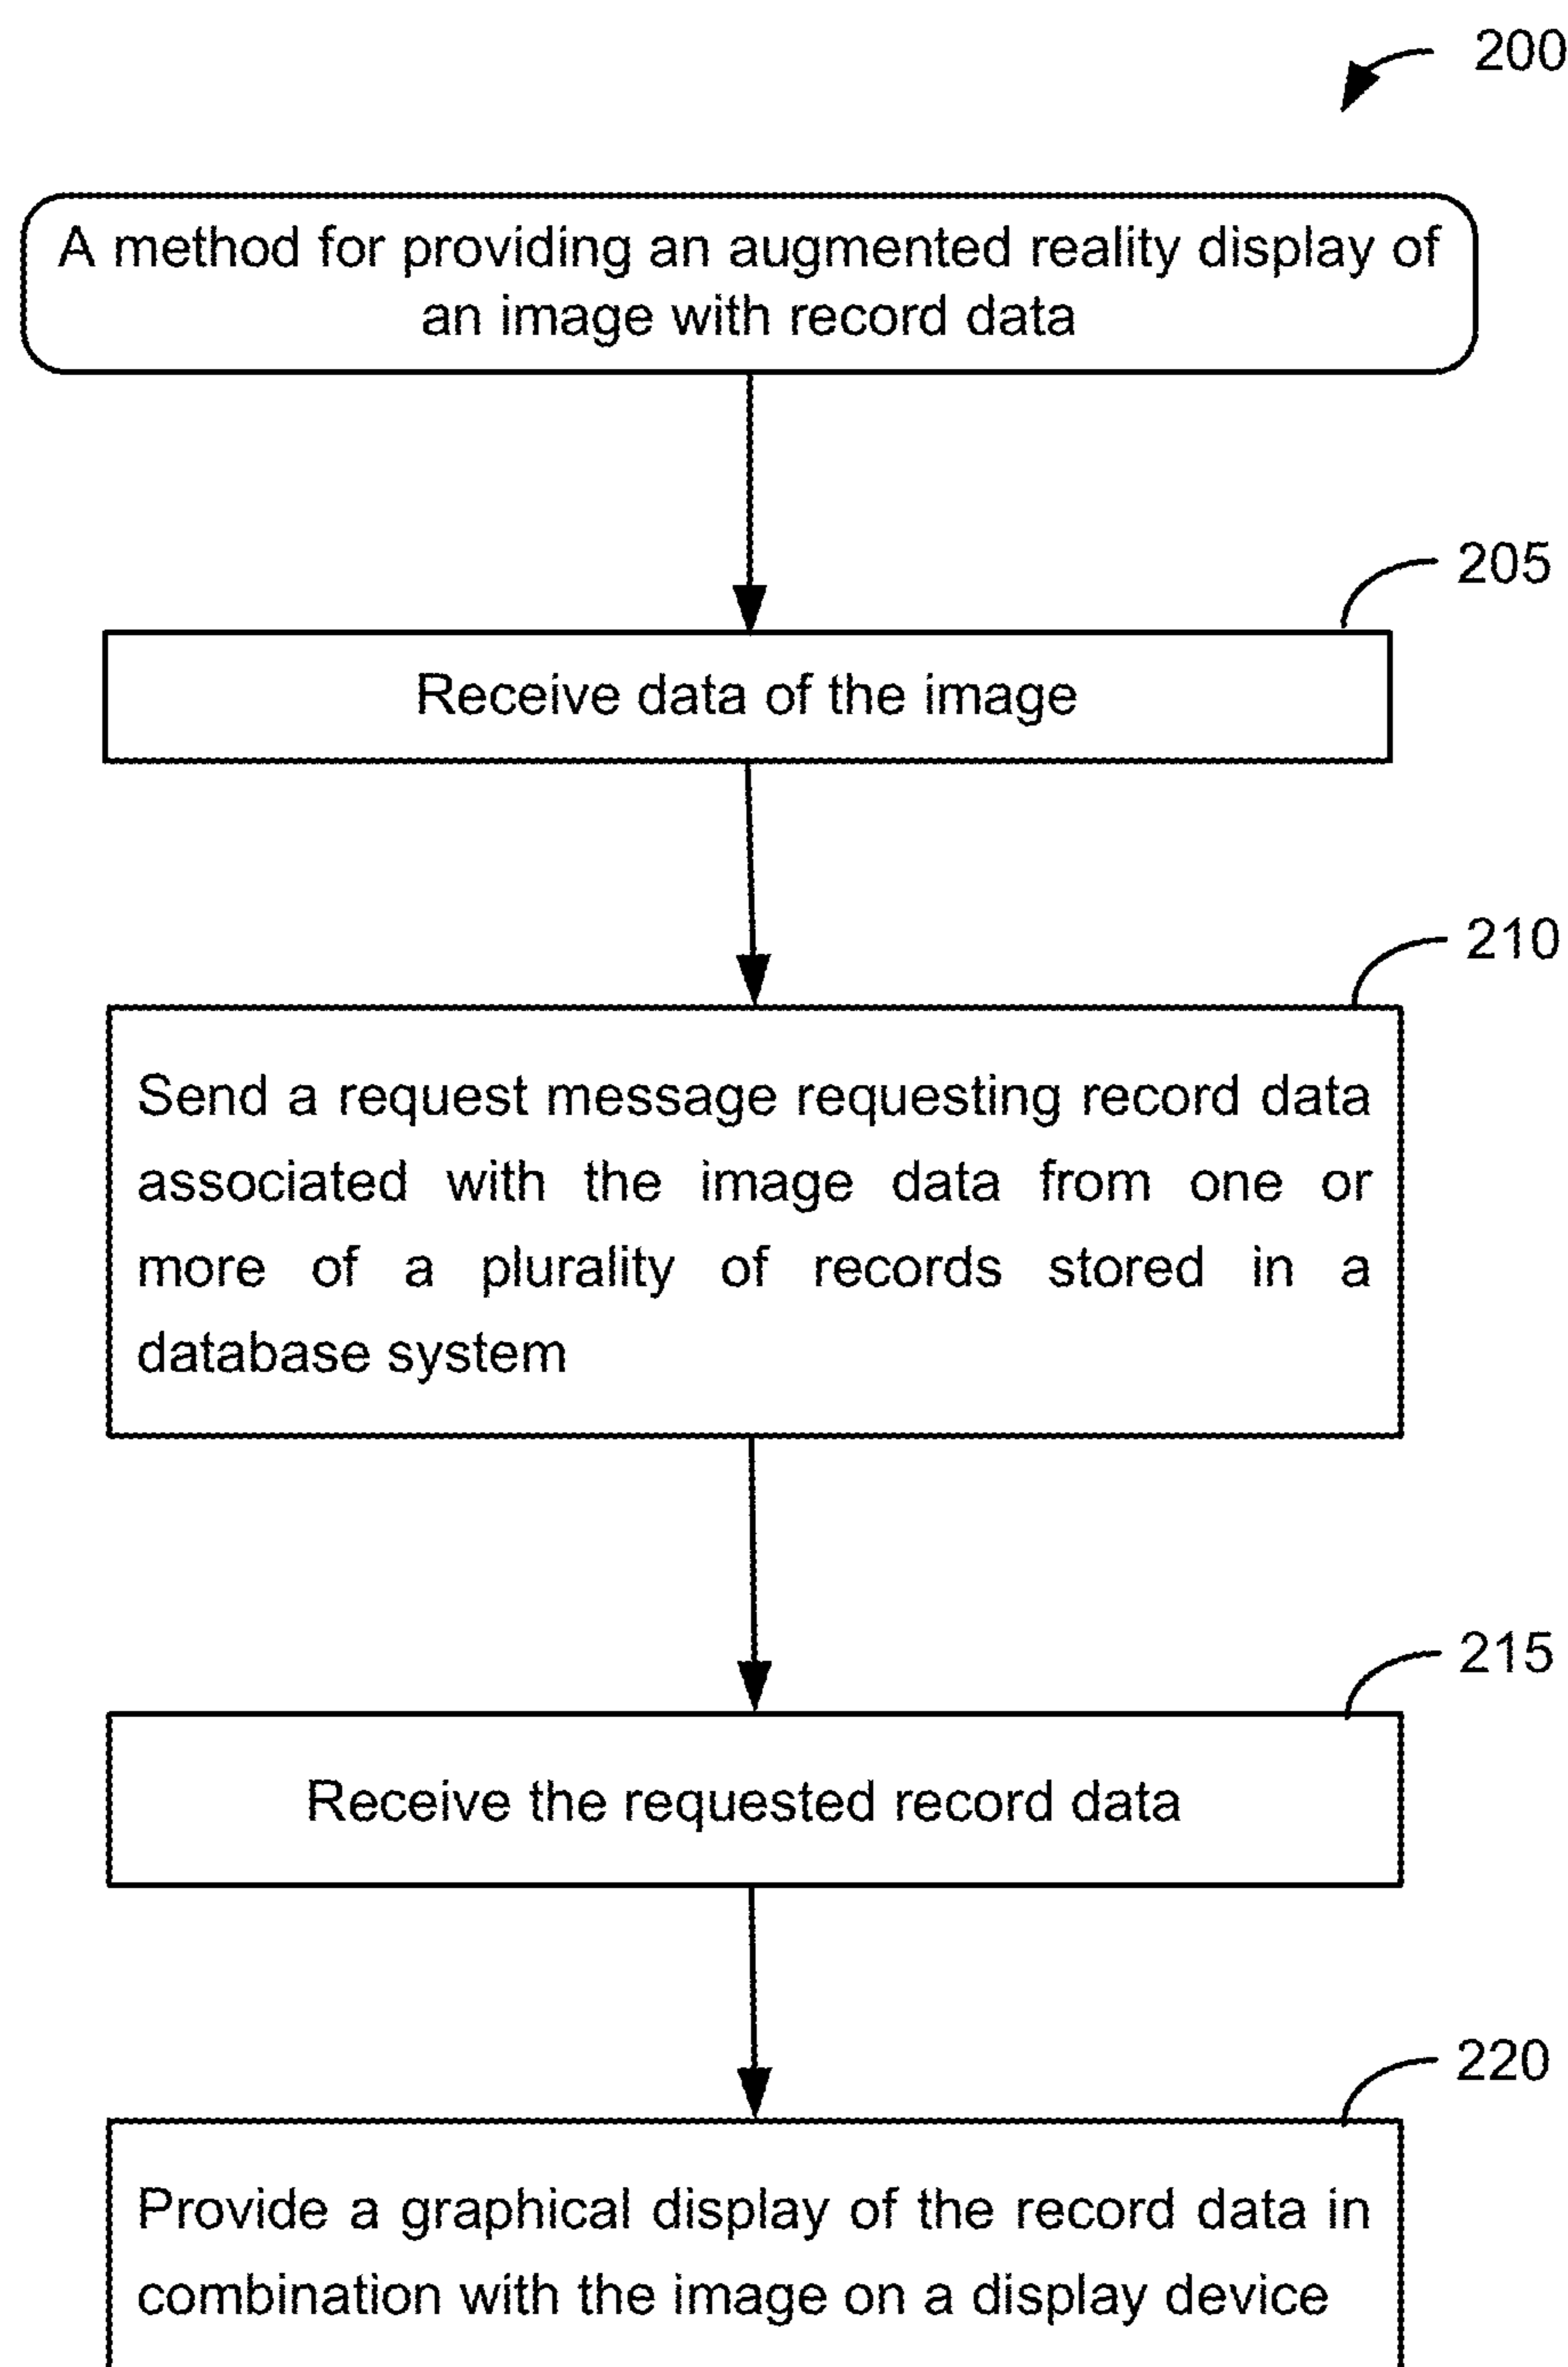 200
A method for providing an augmented reality display of
an image with record data
205
Receive data of the image
210
Send a request message requesting record data
associated with the image data from one or
more of a plurality of records stored in a
database system
215
Receive the requested record data
220
Provide a graphical display of the record data in
combination with the image on a display device